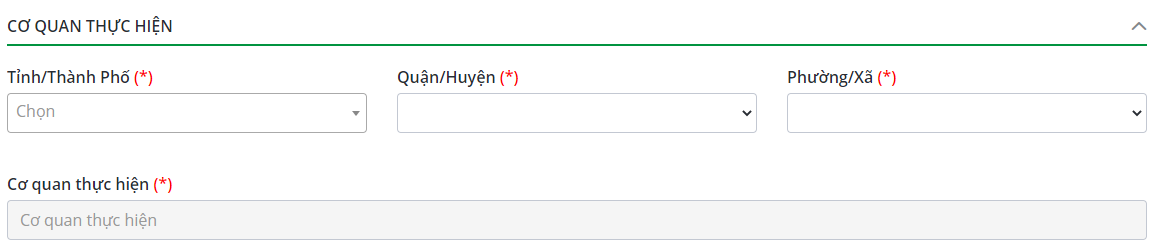 CƠ QUAN THỰC HIỆN
Tỉnh/Thành Phố (*) Quận/Huyện (*) Phường/Xã (*)
Chọn
Cơ quan thực hiện (*)
Cơ quan thực hiện